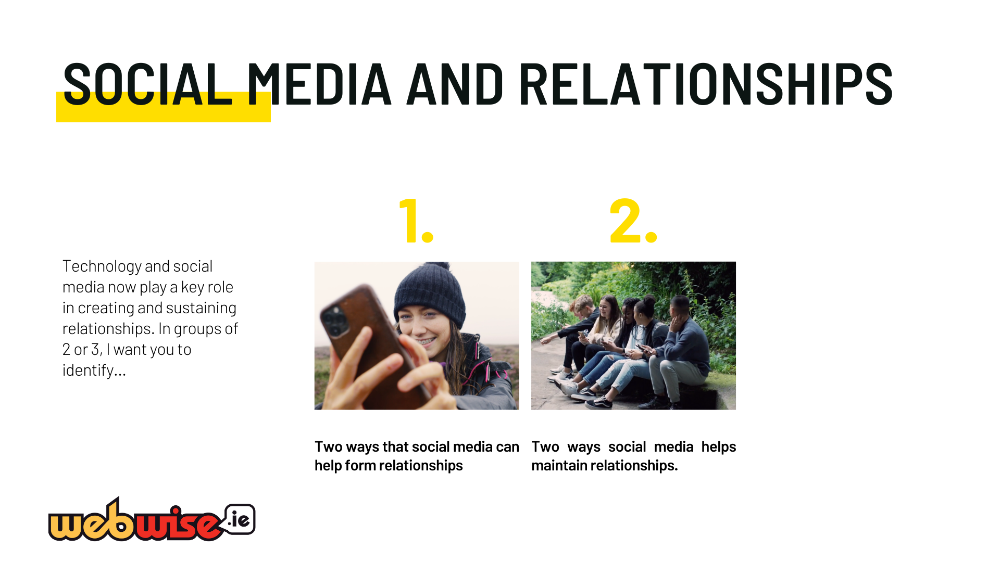 SOCIAL MEDIA AND RELATIONSHIPS
Technology and social
media now play a key role
in creating and sustaining
relationships. In groups of
2 or 3, I want you to
identify...
1.
Two ways that social media can
help form relationships
2.
Two ways social media helps
maintain relationships.
webwise.ie